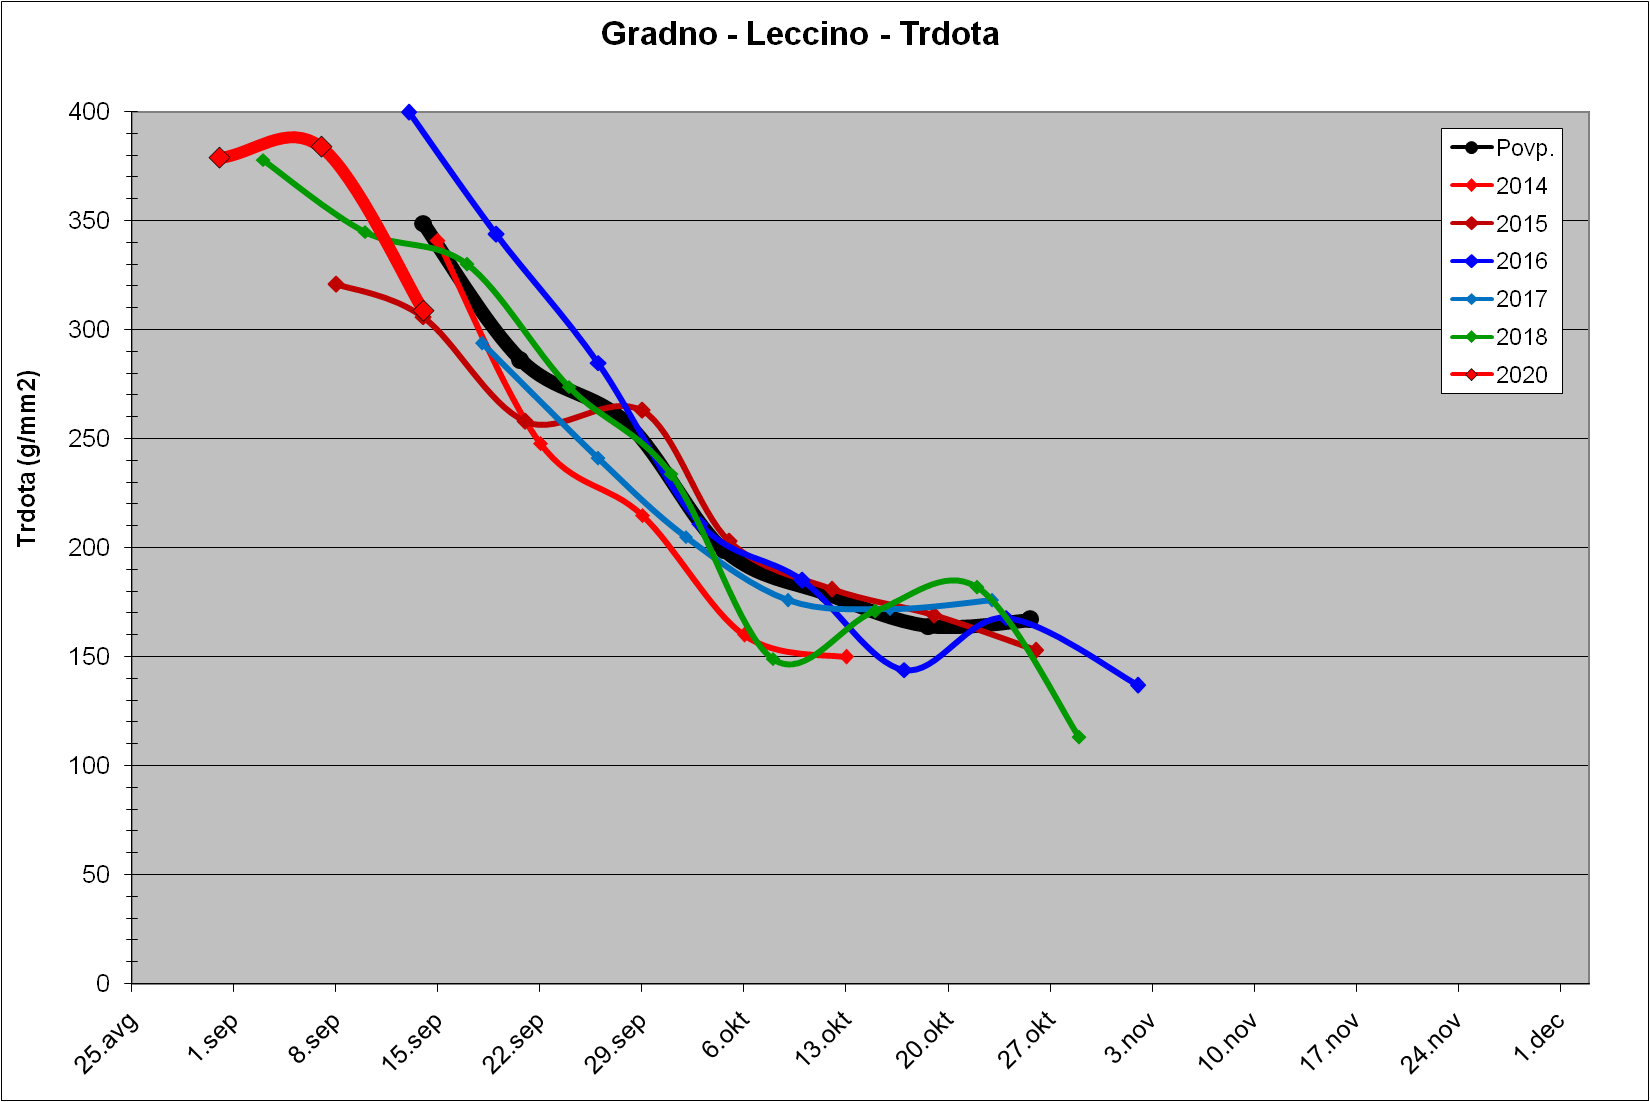 Gradno - Leccino - Trdota
Trdota (g/mm2)
400
350
300
250
200
150
100
50
0
25.avg
1.sep
8.sep
15.sep
22.sep
29.sep
6.okt
13.okt
20.okt
27.okt
3.nov
10.nov
17.nov
24.nov
1.dec
Povp.
2014
2015
2016
2017
2018
2020